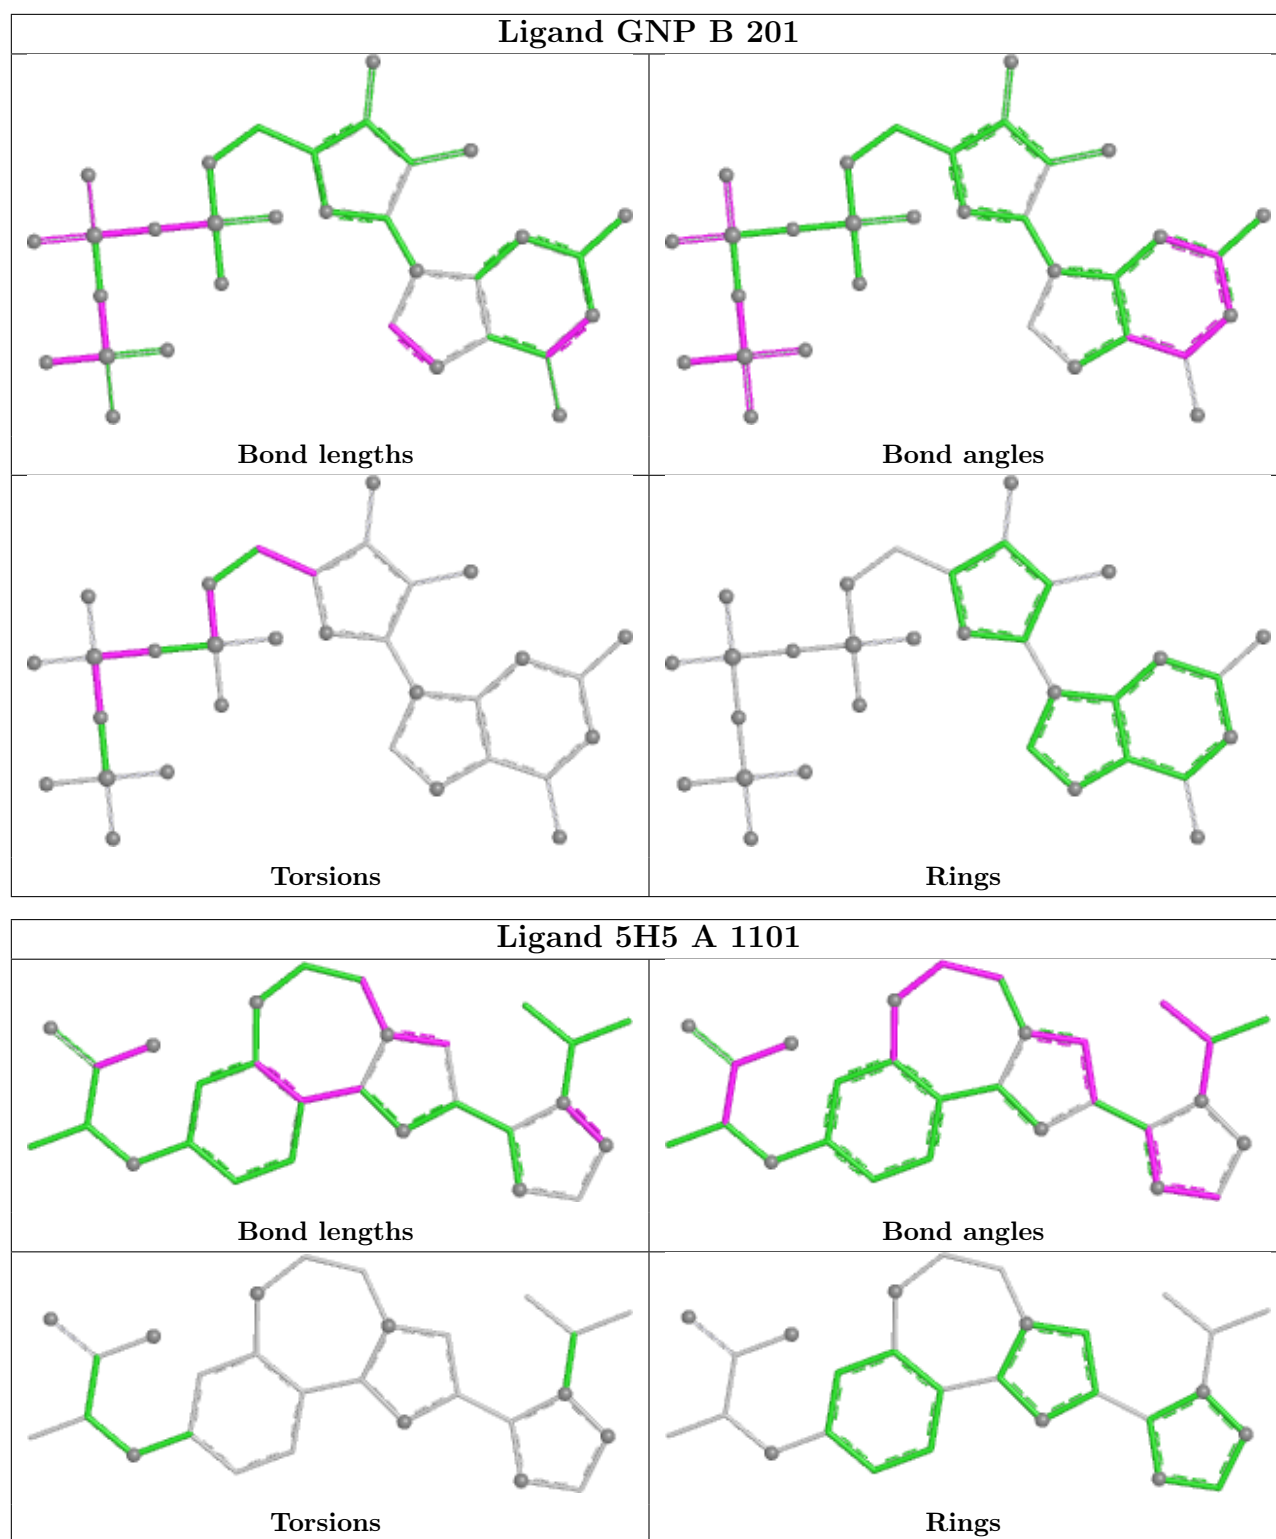 Ligand GNP B 201
Bond lengths
Bond angles
Torsions
Rings
Ligand 5H5 A 1101
Bond lengths
Bond angles
Torsions
Rings